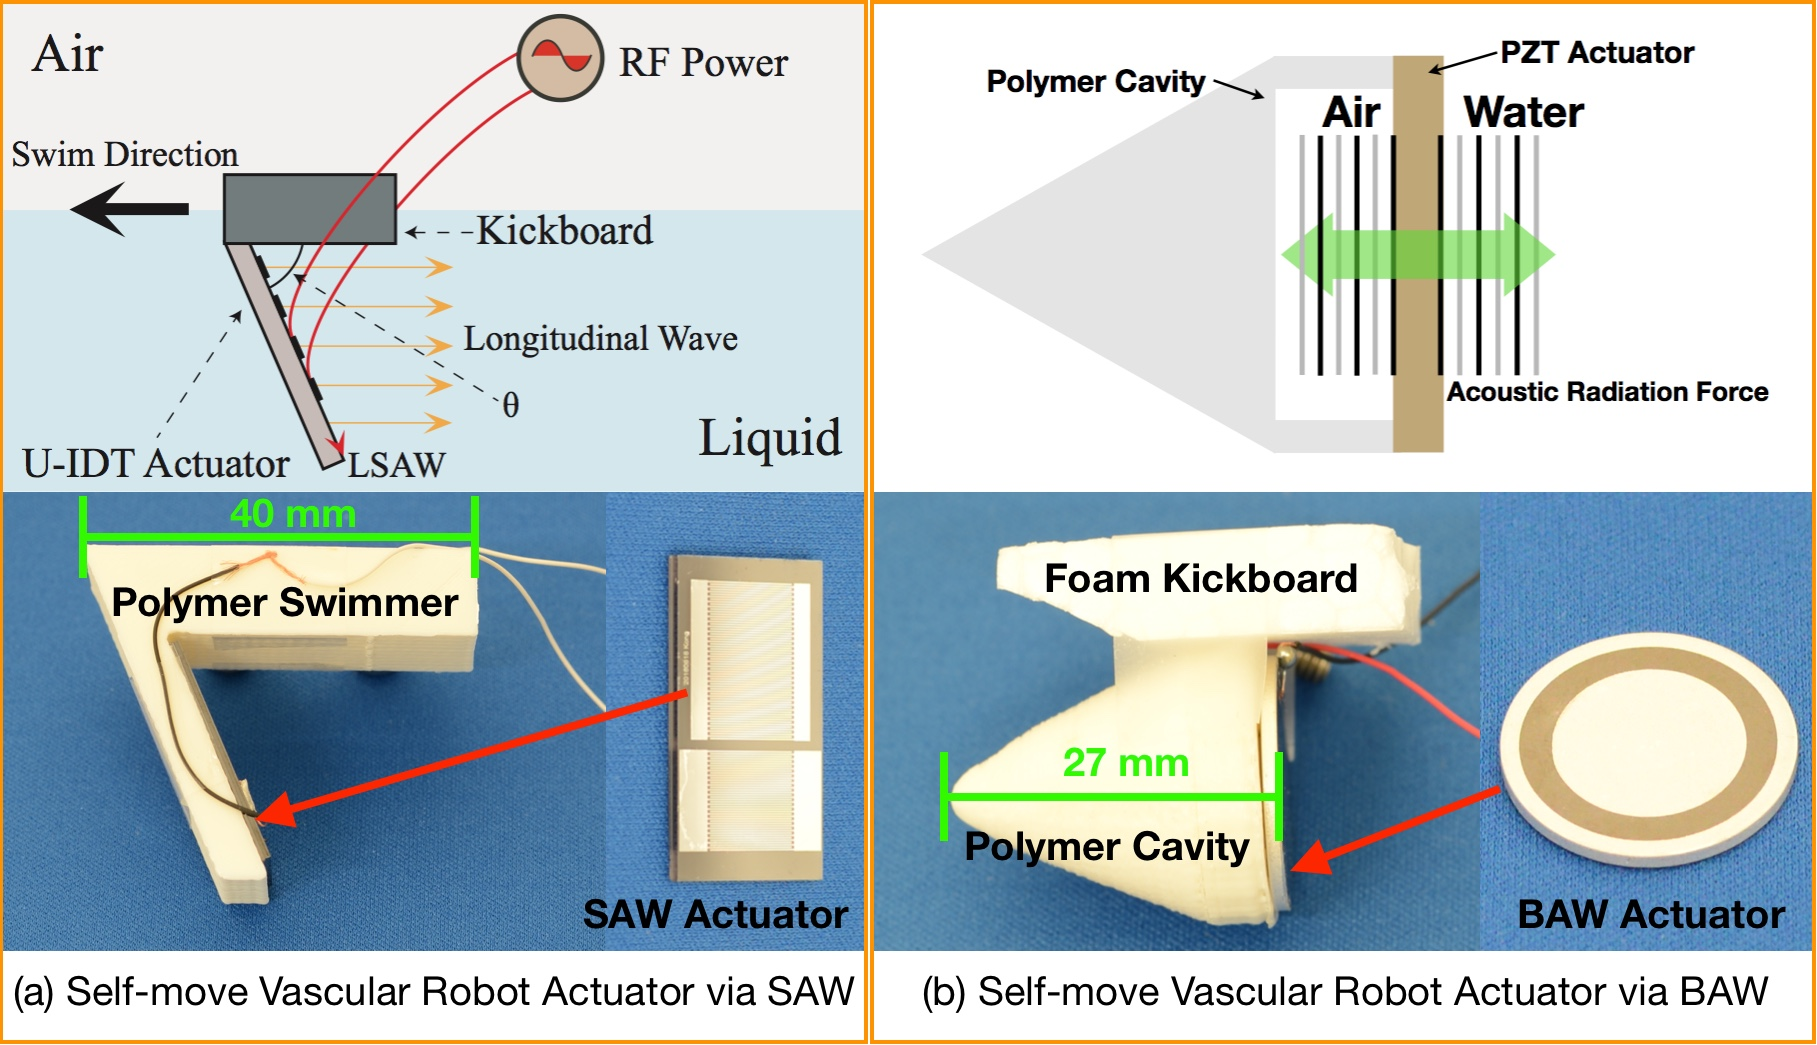 Air
RF Power
Swim Direction
Kickboard
Longitudinal Wave
θ
Liquid
U-IDT Actuator
LSAW
40 mm
Polymer Swimmer
SAW Actuator
(a) Self-move Vascular Robot Actuator via SAW
PZT Actuator
Polymer Cavity
Air
Water
Acoustic Radiation Force
Foam Kickboard
27 mm
Polymer Cavity
BAW Actuator
(b) Self-move Vascular Robot Actuator via BAW